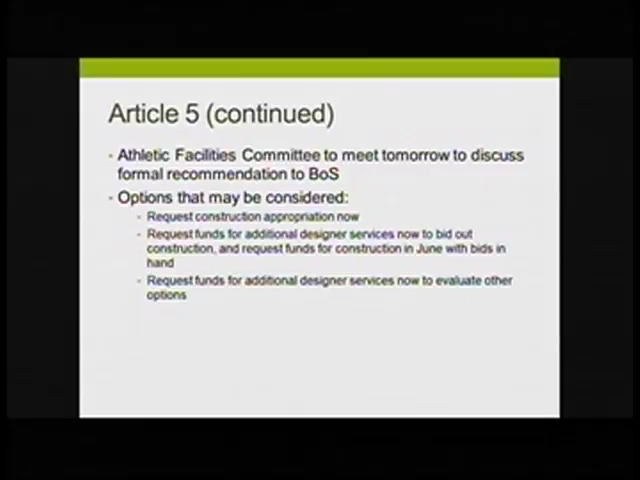 Article 5 (continued)
• Athletic Facilities Committee to meet tomorrow to discuss
formal recommendation to BoS
• Options that may be considered:
• Request construction appropriation now
• Request funds for additional designer services now to bid out
construction, and request funds for construction in June with bids in
hand
• Request funds for additional designer services now to evaluate other
options